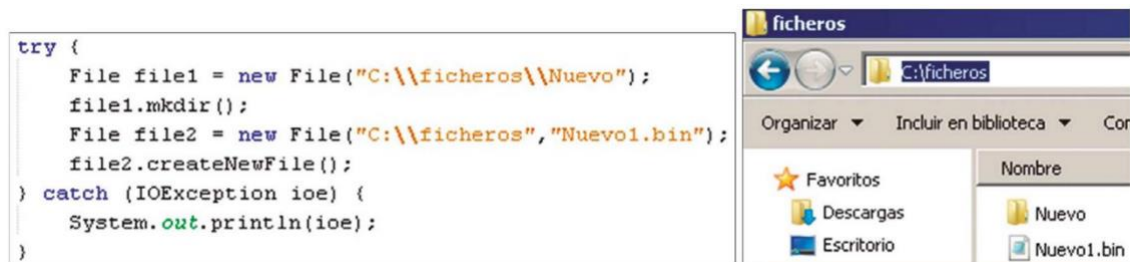 try {
    File file1 = new File("C:\\ficheros\\Nuevo");
    file1.mkdir();
    File file2 = new File("C:\\ficheros","Nuevo1.bin");
    file2.createNewFile();
} catch (IOException ioe) {
    System.out.println(ioe);
}
ficheros
C:\ficheros
Organizar Incluir en biblioteca Con
Favoritos
Descargas
Escritorio
Nombre
Nuevo
Nuevo1.bin